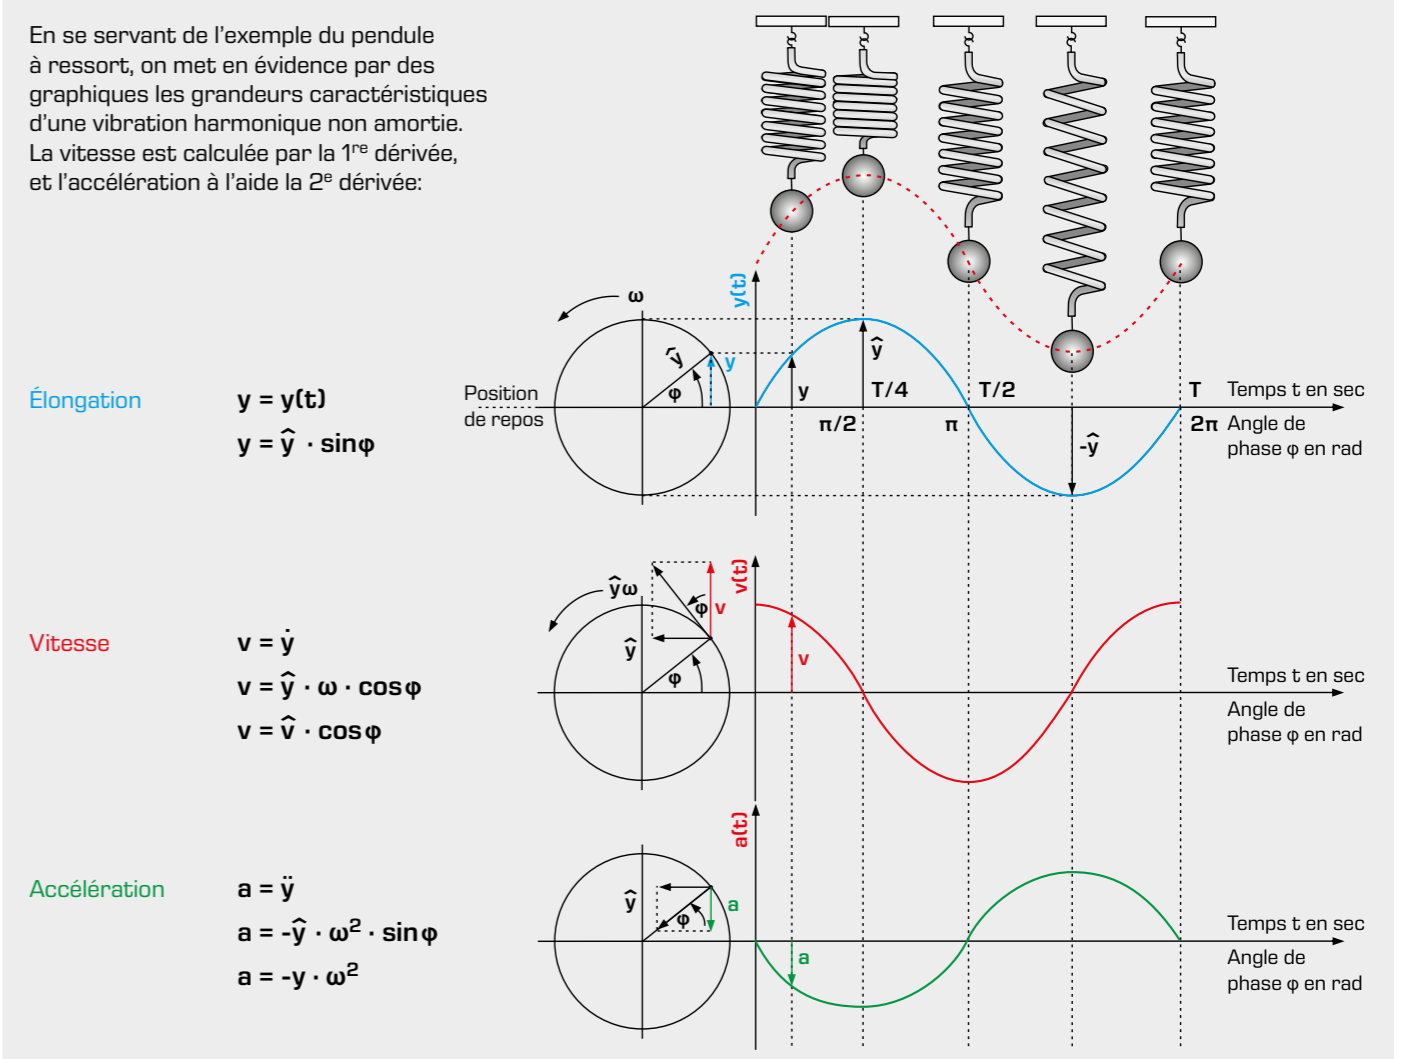 En se servant de l'exemple du pendule
à ressort, on met en évidence par des
graphiques les grandeurs caractéristiques
d'une vibration harmonique non amortie.
La vitesse est calculée par la 1re dérivée,
et l'accélération à l'aide la 2e dérivée:
Élongation
y = y(t)
y = ŷ · sinφ
Position
de repos
ω
ŷ
φ
y
y(t)
y
ŷ
T/4
π/2
T/2
π
-ŷ
T
2π
Temps t en sec
Angle de
phase φ en rad
Vitesse
v = ẏ
v = ŷ · ω · cosφ
v = v̂ · cosφ
ŷω
φ
v
ŷ
φ
v(t)
v
Temps t en sec
Angle de
phase φ en rad
Accélération
a = ÿ
a = -ŷ · ω² · sinφ
a = -y · ω²
ŷ
φ
a
a(t)
a
Temps t en sec
Angle de
phase φ en rad